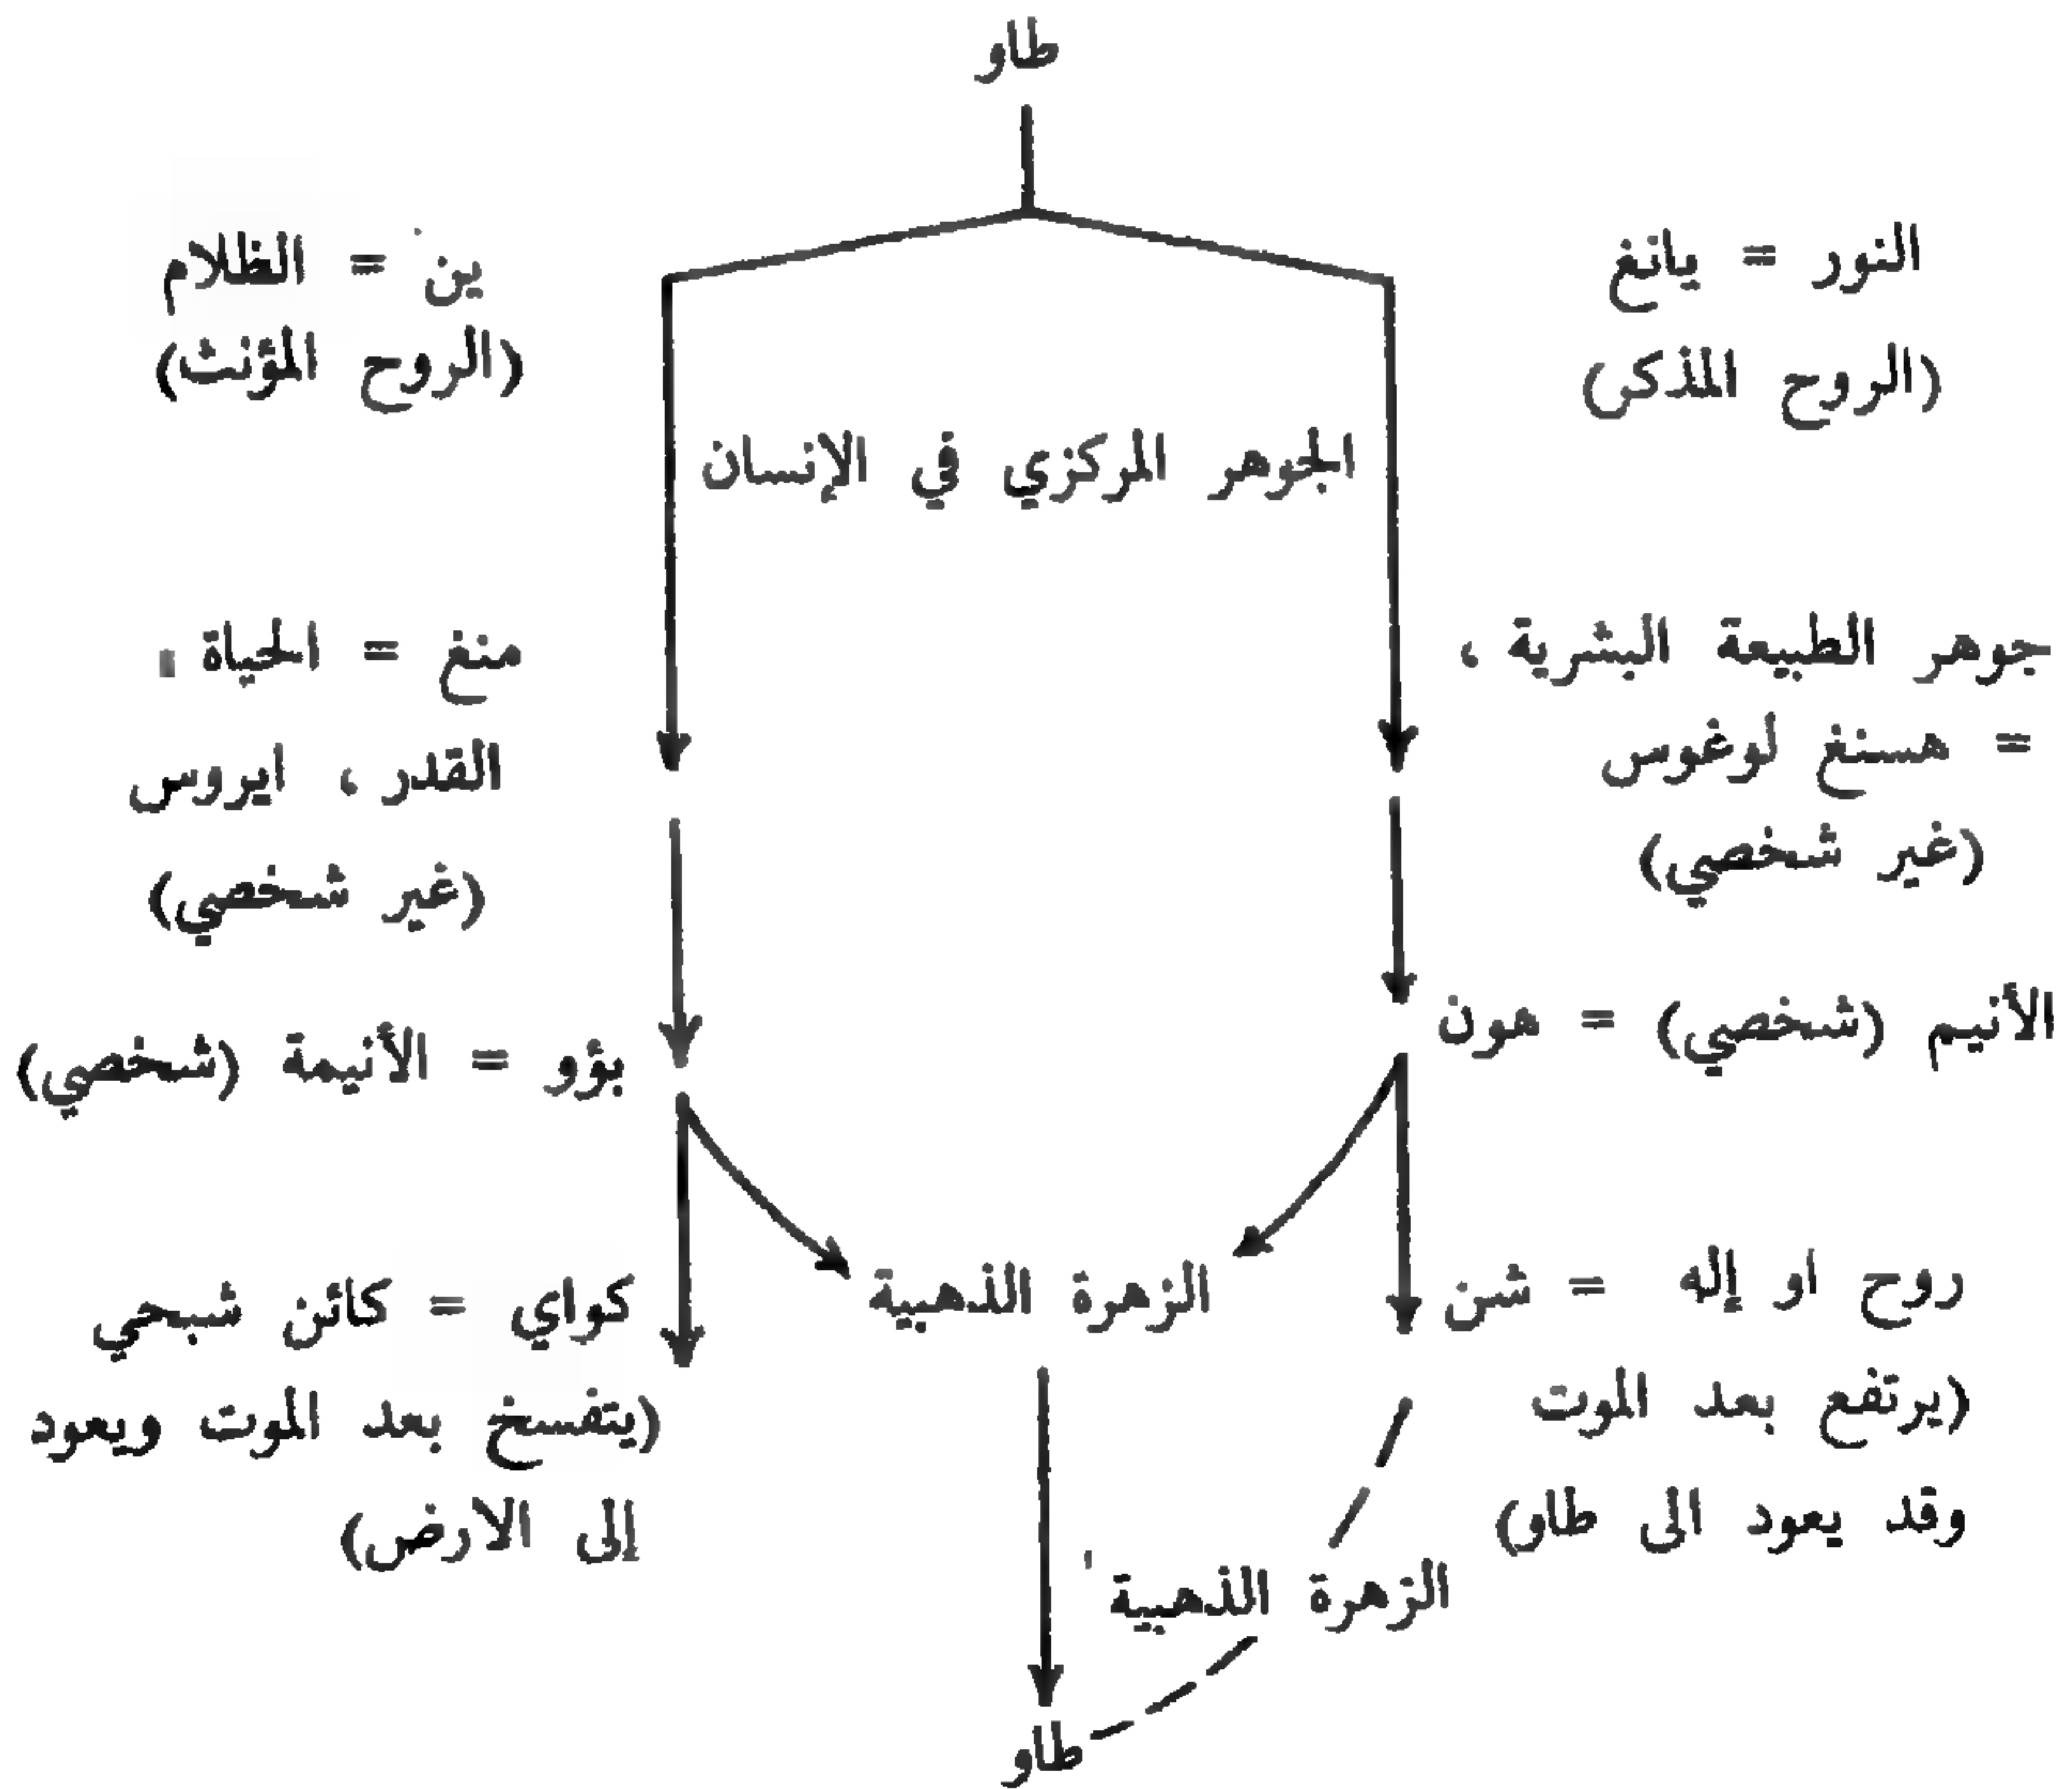 طاو
النور = يانغ
(الروح المذكر)
ين = الظلام
(الروح المؤنث)
الجوهر المركزي في الإنسان
جوهر الطبيعة البشرية ،
= هسنغ لوغوس
(غير شخصي)
منغ = الحياة ،
القدر ، ايروس
(غير شخصي)
الأنيم (شخصي) = هون
بؤو = الأنيمة (شخصي)
روح او إله = شن
(يرتفع بعد الموت
وقد يعود الى طاو)
الزهرة الذهبية
كواي = كائن شبحي
(يتفسخ بعد الموت ويعود
إلى الارض)
الزهرة الذهبية
طاو